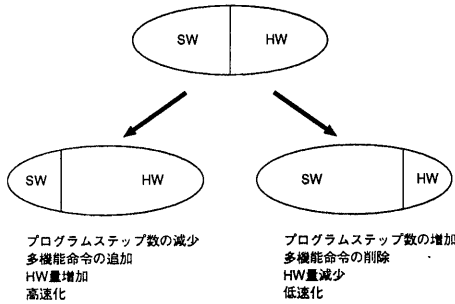 SW HW
SW HW
SW HW
プログラムステップ数の減少
多機能命令の追加
HW量増加
高速化
プログラムステップ数の増加
多機能命令の削除
HW量減少
低速化